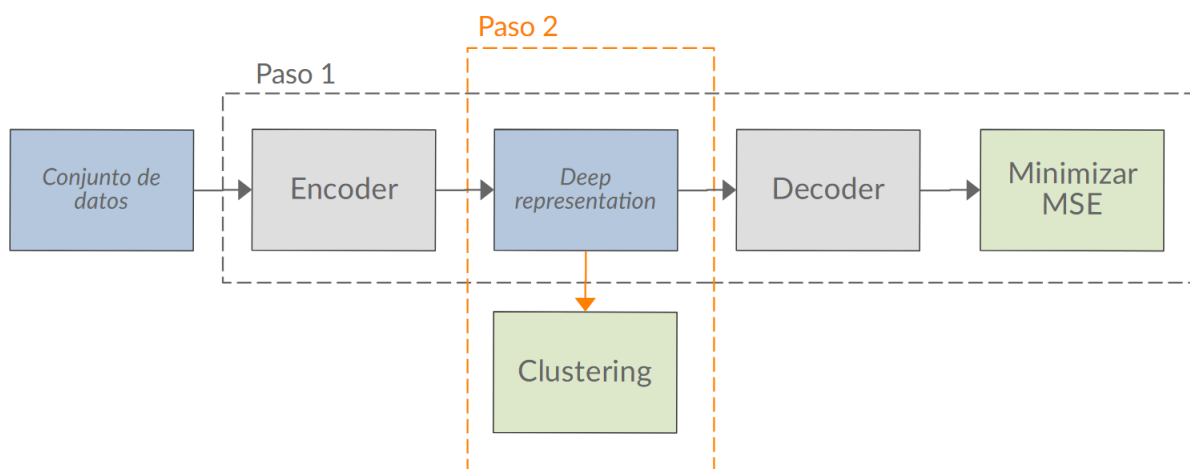 Paso 2
Paso 1
Conjunto de
datos
Encoder
Deep
representation
Decoder
Minimizar
MSE
Clustering